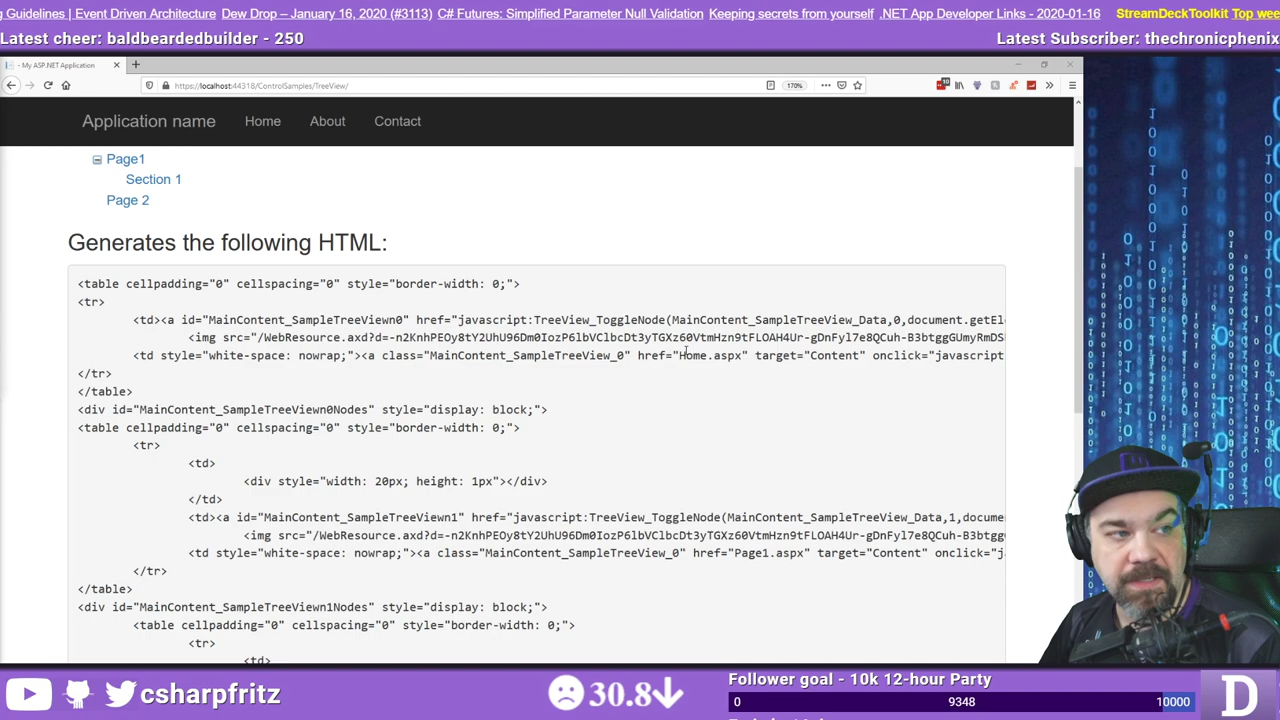 g Guidelines | Event Driven Architecture Dew Drop – January 16, 2020 (#3113) C# Futures: Simplified Parameter Null Validation Keeping secrets from yourself .NET App Developer Links - 2020-01-16 StreamDeckToolkit Top wee
Latest cheer: baldbeardedbuilder - 250 Latest Subscriber: thechronicphenix
- My ASP.NET Application
https://localhost:44318/ControlSamples/TreeView/ 170%
Application name Home About Contact
Page1
Section 1
Page 2
Generates the following HTML:
<table cellpadding="0" cellspacing="0" style="border-width: 0;">
<tr>
<td><a id="MainContent_SampleTreeViewn0" href="javascript:TreeView_ToggleNode(MainContent_SampleTreeView_Data,0,document.getEl
<img src="/WebResource.axd?d=-n2KnhPEOy8tY2UhU96Dm0IozP6lbVClbcDt3yTGXz60VtmHzn9tFLOAH4Ur-gDnFyl7e8QCuh-B3btggGUmyRmDS
<td style="white-space: nowrap;"><a class="MainContent_SampleTreeView_0" href="Home.aspx" target="Content" onclick="javascript
</tr>
</table>
<div id="MainContent_SampleTreeViewn0Nodes" style="display: block;">
<table cellpadding="0" cellspacing="0" style="border-width: 0;">
<tr>
<td>
<div style="width: 20px; height: 1px"></div>
</td>
<td><a id="MainContent_SampleTreeViewn1" href="javascript:TreeView_ToggleNode(MainContent_SampleTreeView_Data,1,docume
<img src="/WebResource.axd?d=-n2KnhPEOy8tY2UhU96Dm0IozP6lbVClbcDt3yTGXz60VtmHzn9tFLOAH4Ur-gDnFyl7e8QCuh-B3btgg
<td style="white-space: nowrap;"><a class="MainContent_SampleTreeView_0" href="Page1.aspx" target="Content" onclick="j
</tr>
</table>
<div id="MainContent_SampleTreeViewn1Nodes" style="display: block;">
<table cellpadding="0" cellspacing="0" style="border-width: 0;">
<tr>
<td>
csharpfritz 30.8
Follower goal - 10k 12-hour Party
0 9348 10000